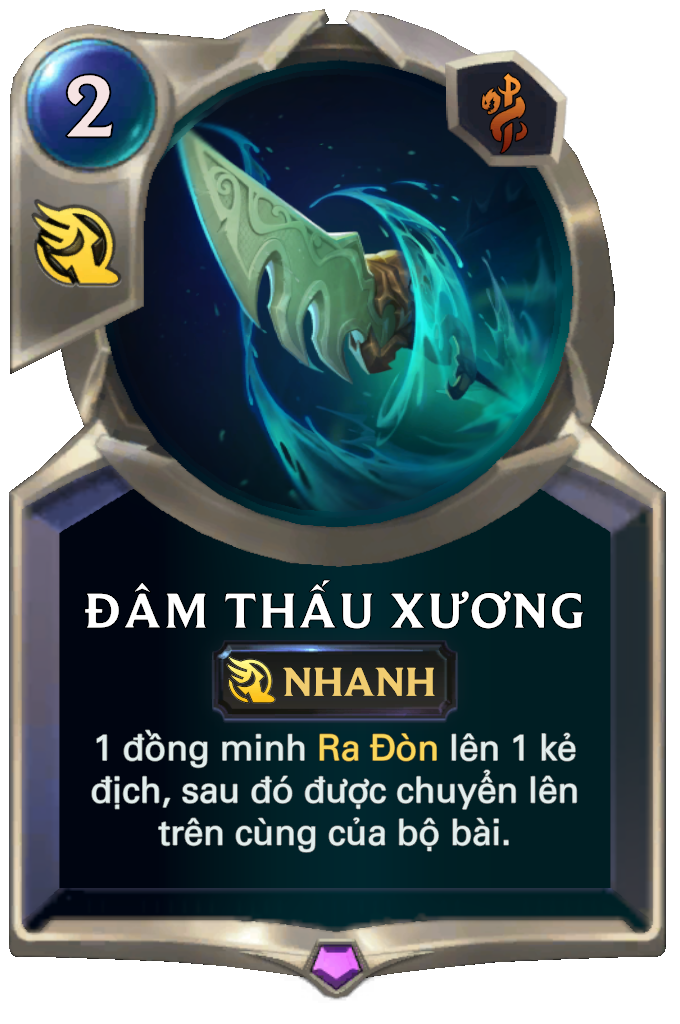 2
ĐÂM THẤU XƯƠNG
NHANH
1 đồng minh Ra Đòn lên 1 kẻ
địch, sau đó được chuyển lên
trên cùng của bộ bài.